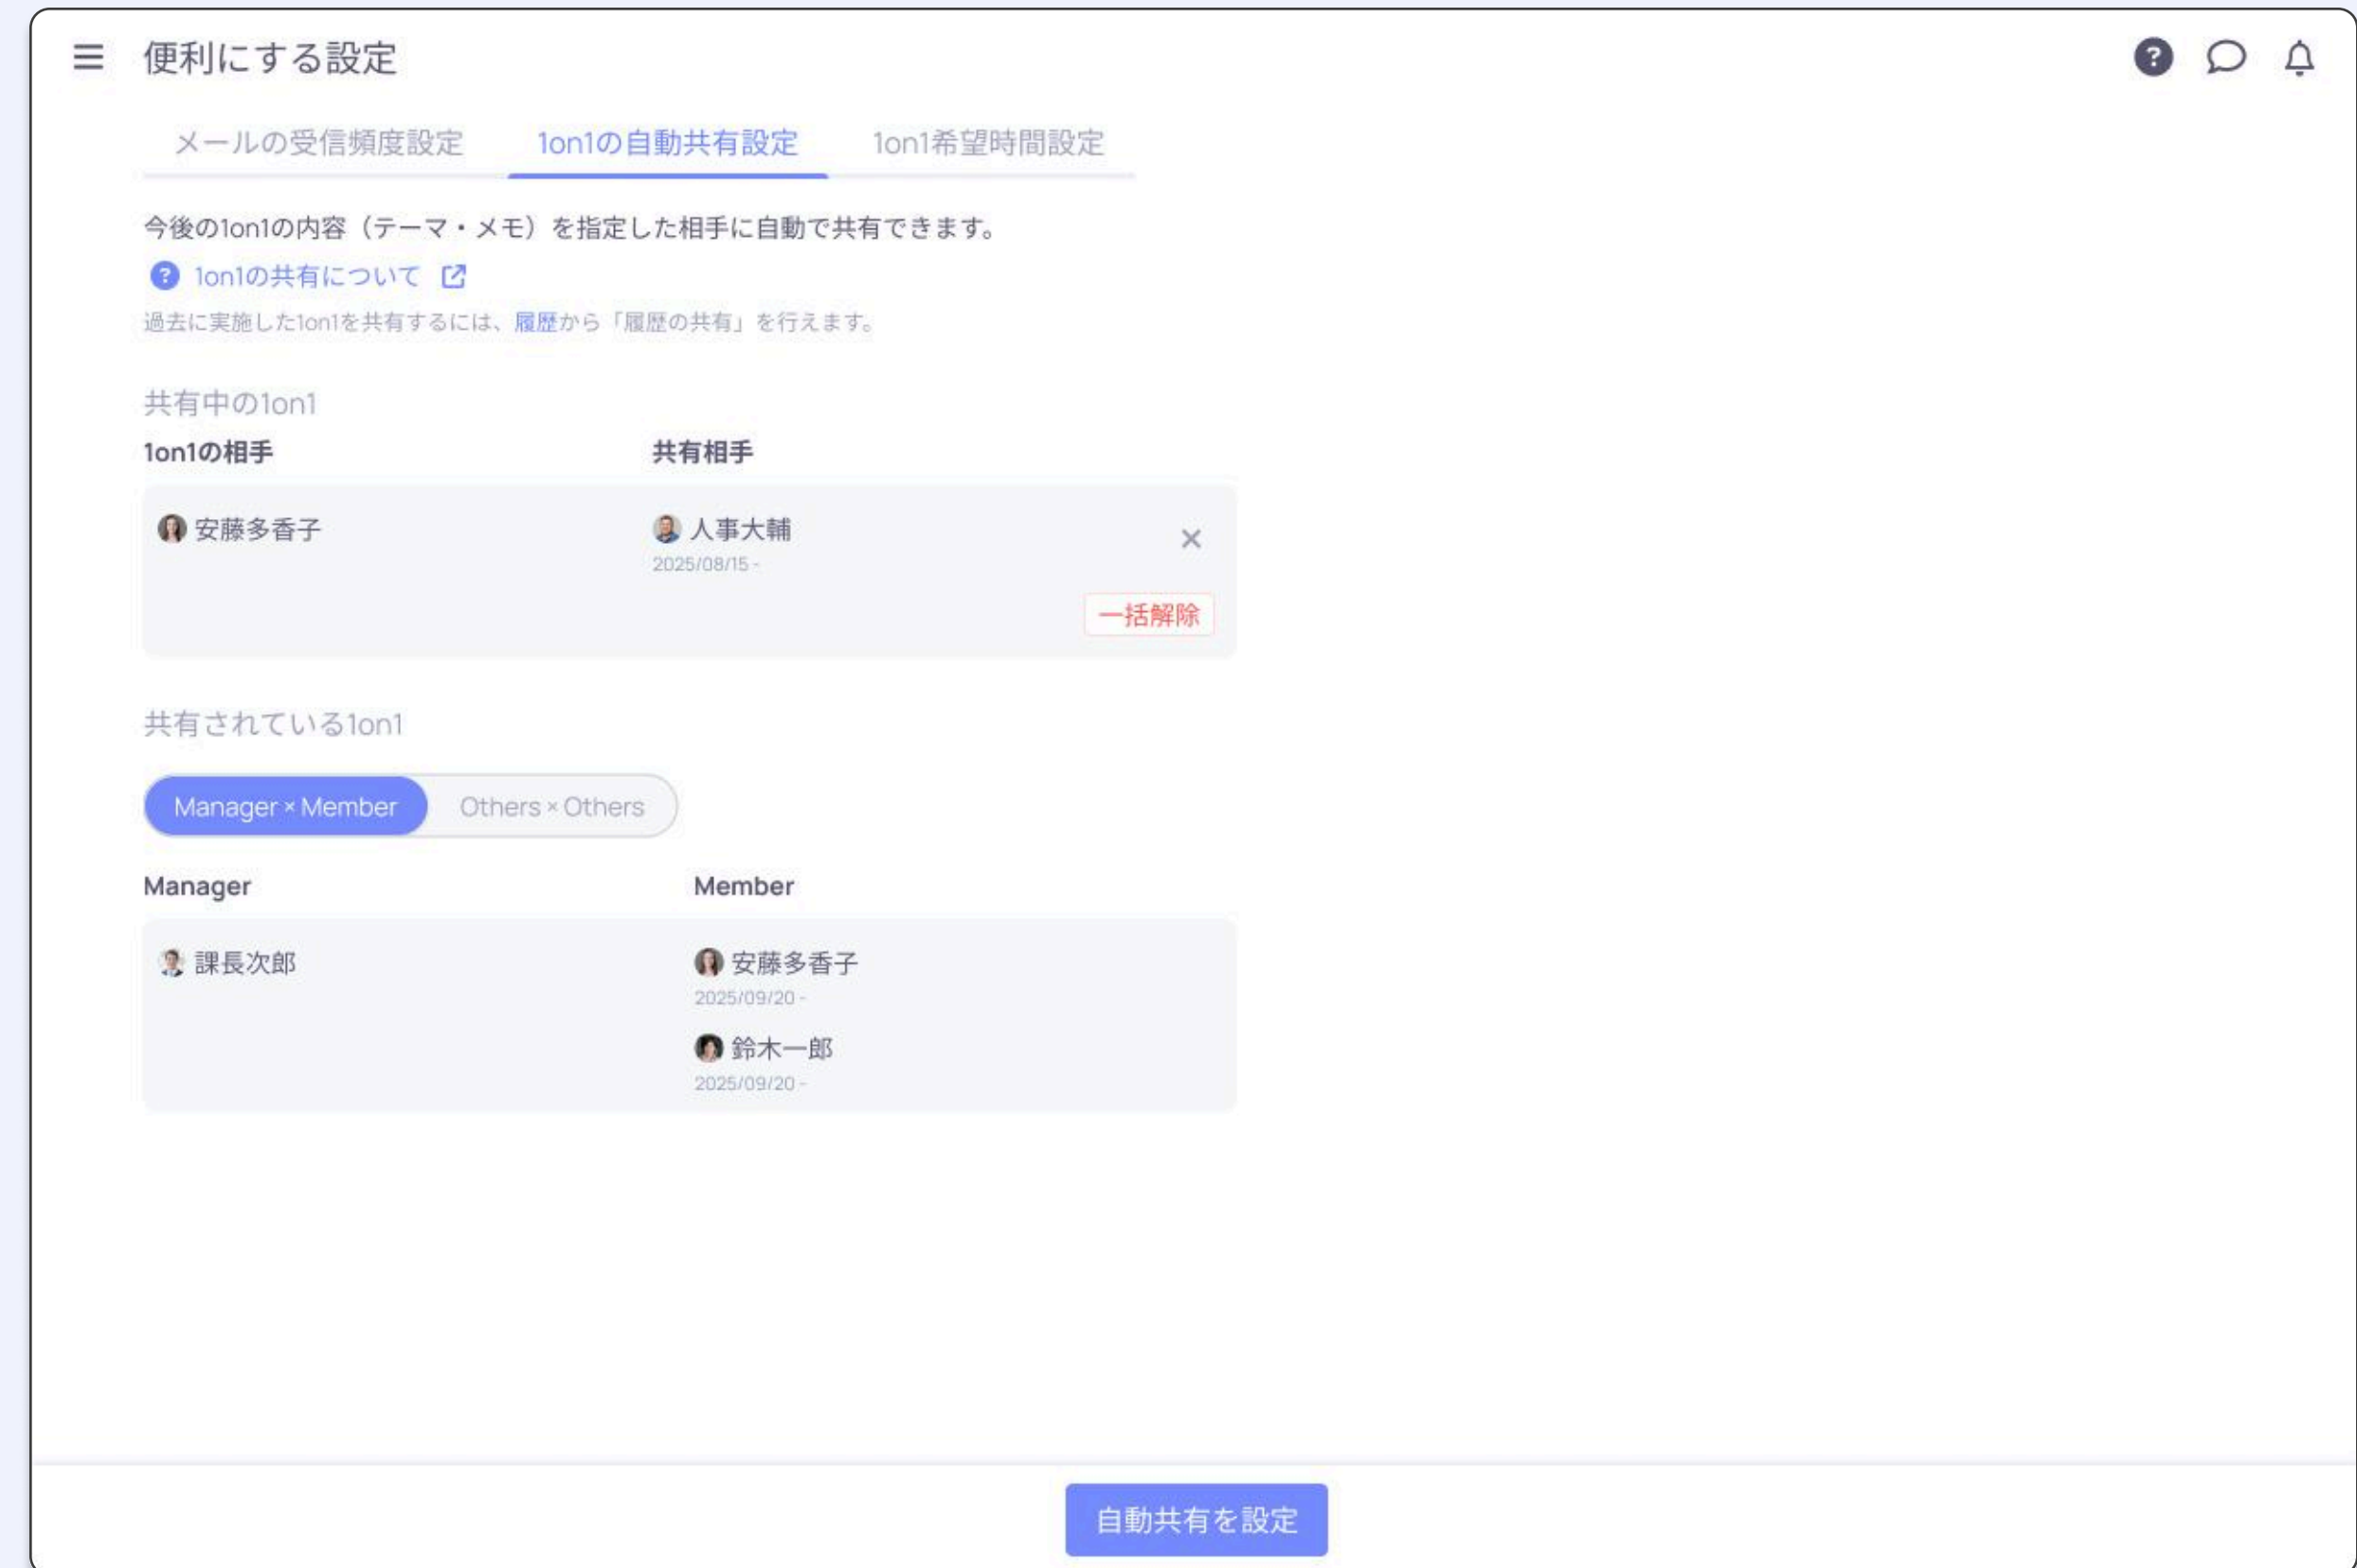 便利にする設定
メールの受信頻度設定 1on1の自動共有設定 1on1希望時間設定
今後の1on1の内容（テーマ・メモ）を指定した相手に自動で共有できます。
1on1の共有について
過去に実施した1on1を共有するには、履歴から「履歴の共有」を行えます。
共有中の1on1
1on1の相手 共有相手
安藤多香子 人事大輔
2025/08/15 -
一括解除
共有されている1on1
Manager × Member Others × Others
Manager Member
課長次郎 安藤多香子
2025/09/20 -
鈴木一郎
2025/09/20 -
自動共有を設定